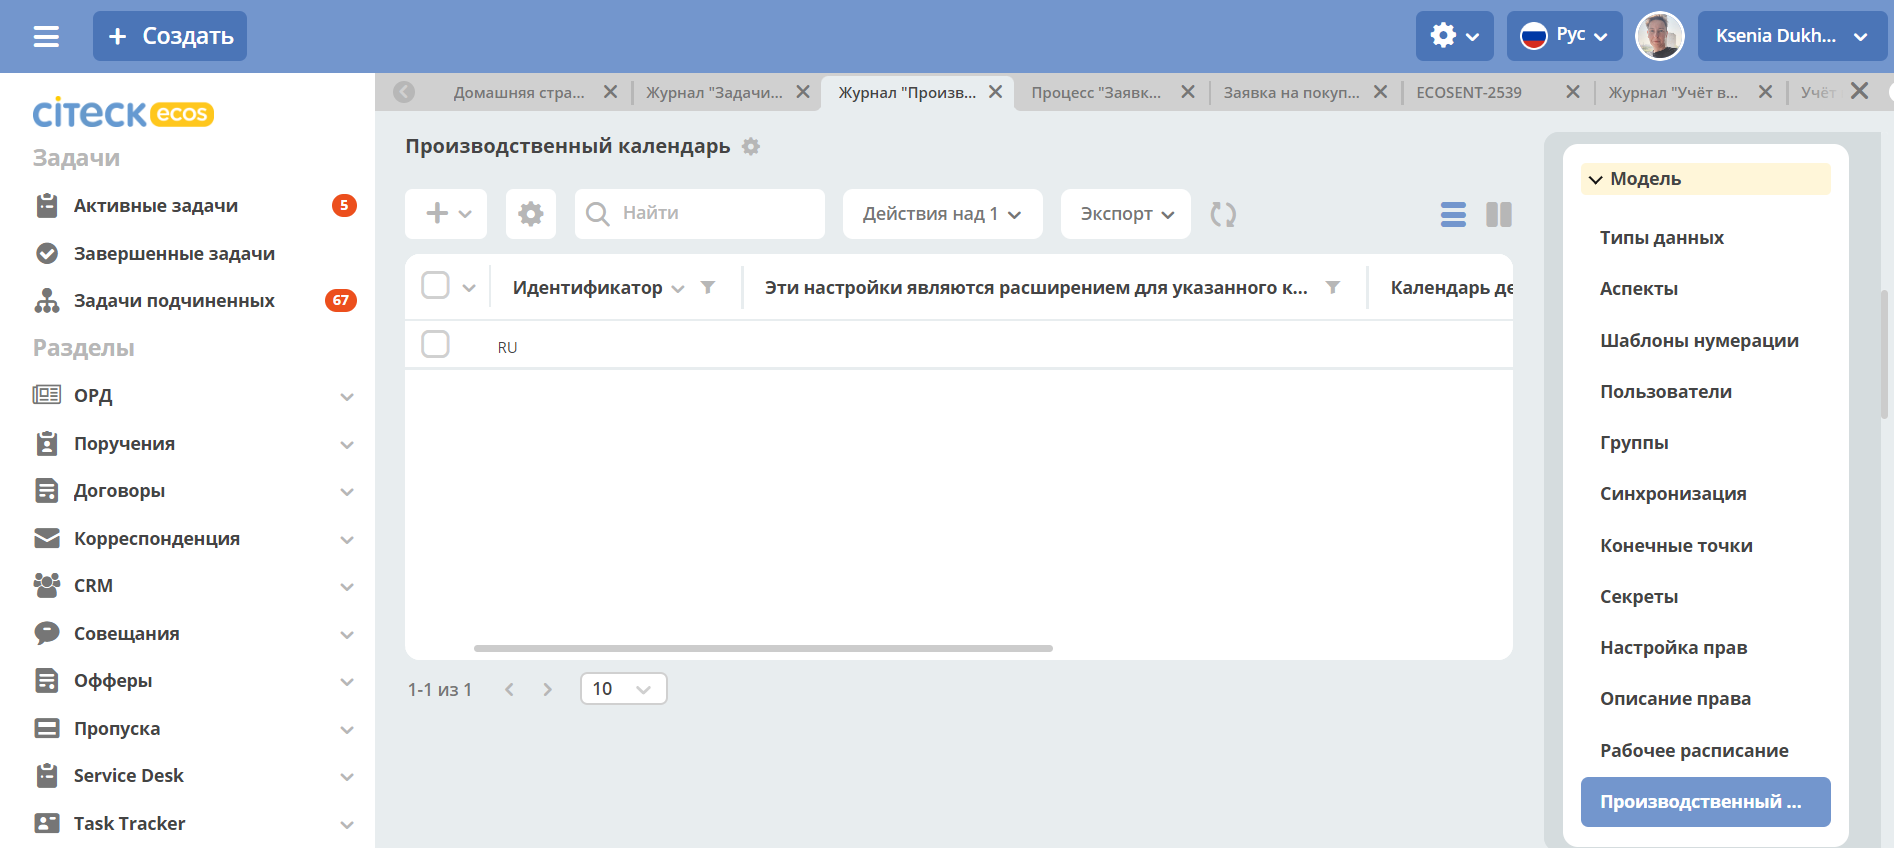 Создать
Рус
Ksenia Dukh...
citeck ecos
Задачи
Активные задачи 5
Завершенные задачи
Задачи подчиненных 67
Разделы
ОРД
Поручения
Договоры
Корреспонденция
CRM
Совещания
Офферы
Пропуска
Service Desk
Task Tracker
Домашняя стра...
Журнал "Задачи...
Журнал "Произв...
Процесс "Заявк...
Заявка на покуп...
ECOSENT-2539
Журнал "Учёт в...
Учёт
Производственный календарь
Найти
Действия над 1
Экспорт
Идентификатор
Эти настройки являются расширением для указанного к...
Календарь де
RU
1-1 из 1
10
Модель
Типы данных
Аспекты
Шаблоны нумерации
Пользователи
Группы
Синхронизация
Конечные точки
Секреты
Настройка прав
Описание права
Рабочее расписание
Производственный ...